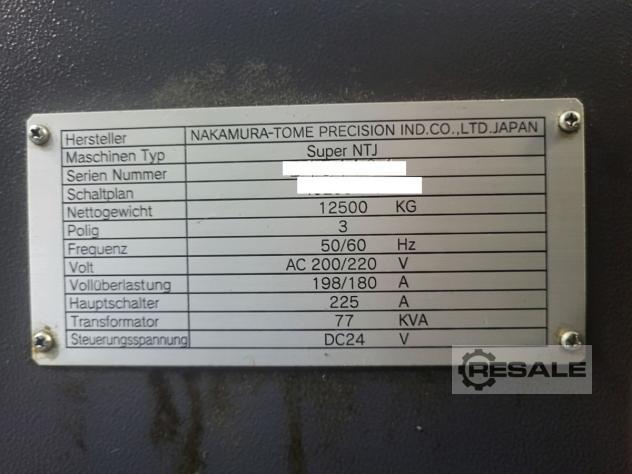 Hersteller NAKAMURA-TOME PRECISION IND.CO.,LTD.JAPAN
Maschinen Typ Super NTJ
Serien Nummer
Schaltplan
Nettogewicht 12500 KG
Polig 3
Frequenz 50/60 Hz
Volt AC 200/220 V
Vollüberlastung 198/180 A
Hauptschalter 225 A
Transformator 77 KVA
Steuerungsspannung DC24 V
RESALE